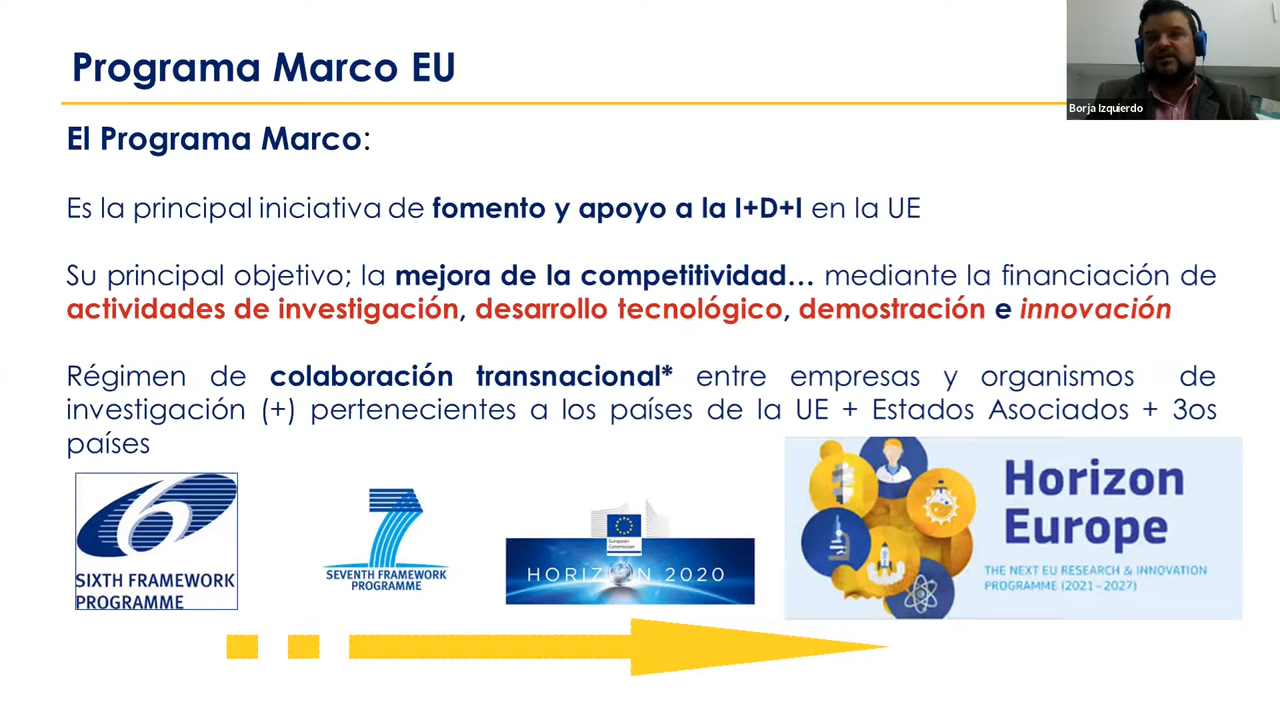 Programa Marco EU
Borja Izquierdo
El Programa Marco:
Es la principal iniciativa de fomento y apoyo a la I+D+I en la UE
Su principal objetivo; la mejora de la competitividad… mediante la financiación de
actividades de investigación, desarrollo tecnológico, demostración e innovación
Régimen de colaboración transnacional* entre empresas y organismos de
investigación (+) pertenecientes a los países de la UE + Estados Asociados + 3os
países
6
SIXTH FRAMEWORK
PROGRAMME
7
SEVENTH FRAMEWORK
PROGRAMME
European
Commission
HORIZON 2020
Horizon
Europe
THE NEXT EU RESEARCH & INNOVATION
PROGRAMME (2021 – 2027)